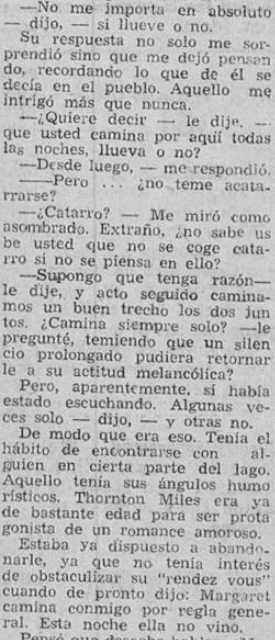 —No me importa en absoluto
— dijo, — si llueve o no.
Su respuesta no solo me sor-
prendió sino que me dejó pensan
do, recordando lo que de él se
decía en el pueblo. Aquello me
intrigó más que nunca.
—¿Quiere decir — le dije, —
que usted camina por aquí todas
las noches, llueva o no?
—Desde luego, — me respondió.
——Pero ... ¿no teme acata-
rrarse?
—¿Catarro? — Me miró como
asombrado. Extraño, ¿no sabe us
be usted que no se coge cata
rro si no se piensa en ello?
——Supongo que tenga razón—
le dije, y acto seguido camina-
mos un buen trecho los dos jun
tos. ¿Camina siempre solo? —le
pregunté, temiendo que un silen
cio prolongado pudiera retornar
le a su actitud melancólica?
Pero, aparentemente, sí había
estado escuchando. Algunas ve-
ces solo — dijo, — y otras no.
De modo que era eso. Tenía el
hábito de encontrarse con al-
guien en cierta parte del lago.
Aquello tenía sus ángulos humo
rísticos. Thornton Miles era ya
de bastante edad para ser prota
gonista de un romance amoroso.
Estaba ya dispuesto a abando-
narle, ya que no tenía interés
de obstaculizar su "rendez vous"
cuando de pronto dijo: Margaret
camina conmigo por regla gene-
ral. Esta noche ella no vino.